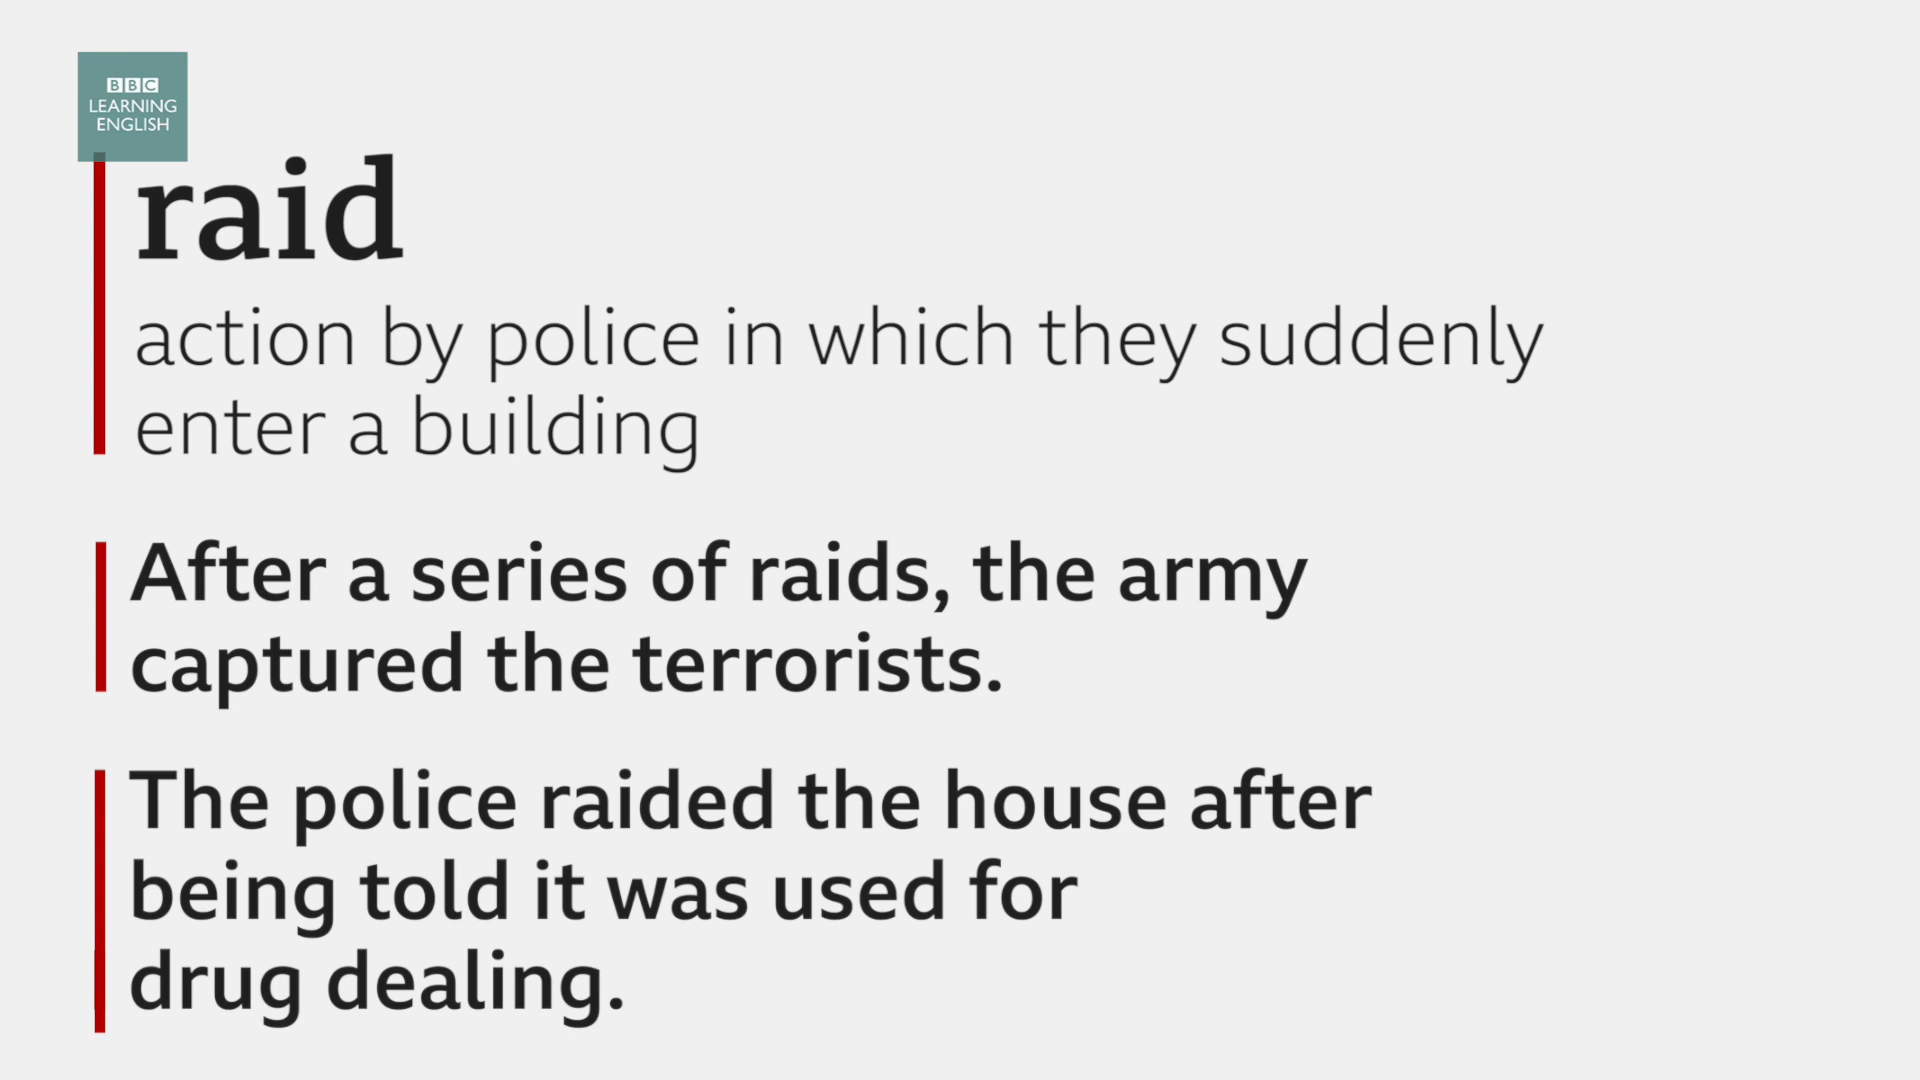 BBC
LEARNING
ENGLISH
raid
action by police in which they suddenly
enter a building
After a series of raids, the army
captured the terrorists.
The police raided the house after
being told it was used for
drug dealing.